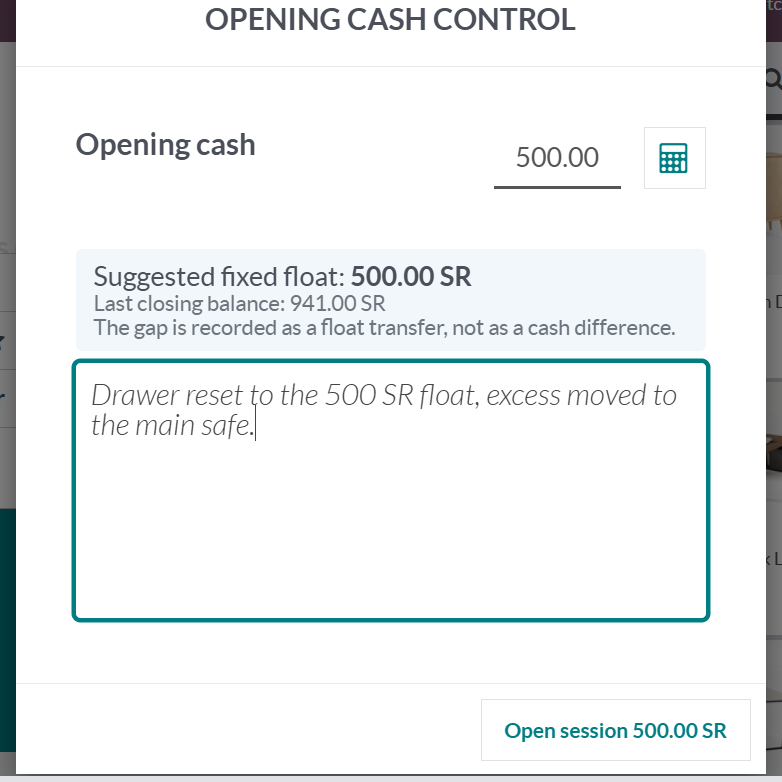 OPENING CASH CONTROL
Opening cash
500.00
Suggested fixed float: 500.00 SR
Last closing balance: 941.00 SR
The gap is recorded as a float transfer, not as a cash difference.
Drawer reset to the 500 SR float, excess moved to
the main safe.
Open session 500.00 SR